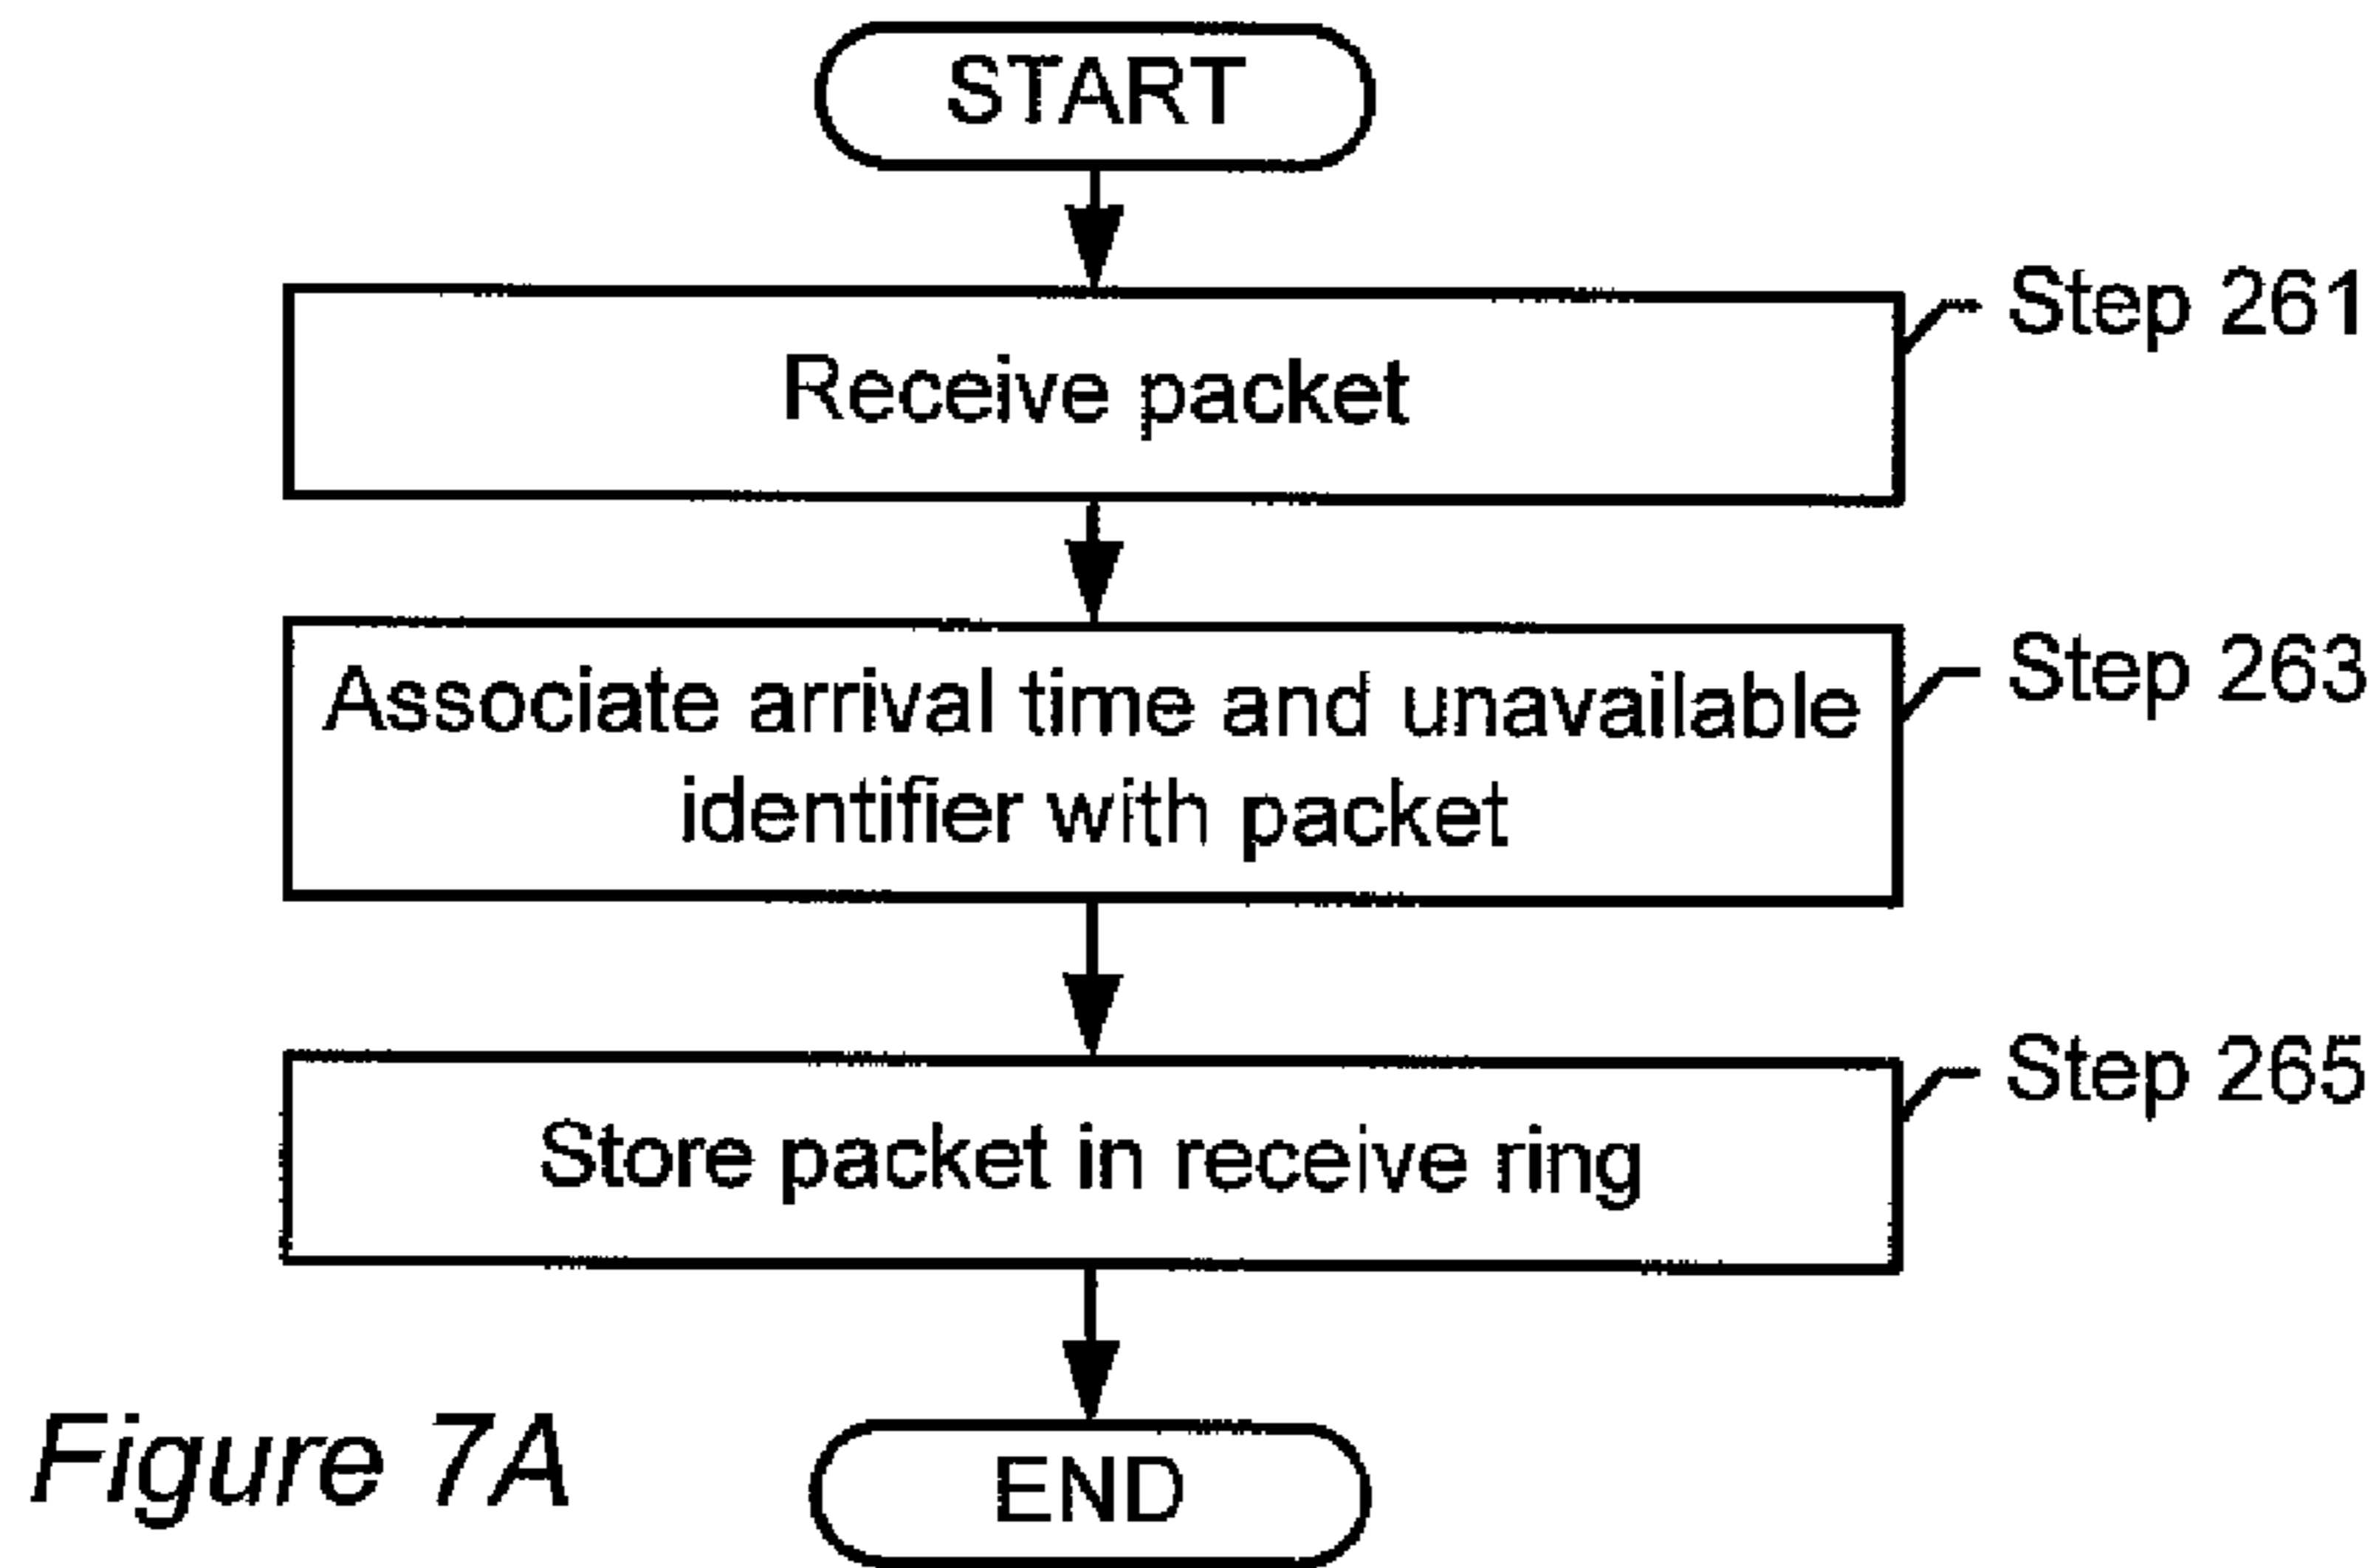 START
Step 261
Receive packet
Step 263
Associate arrival time and unavailable
identifier with packet
Step 265
Store packet in receive ring
END
Figure 7A